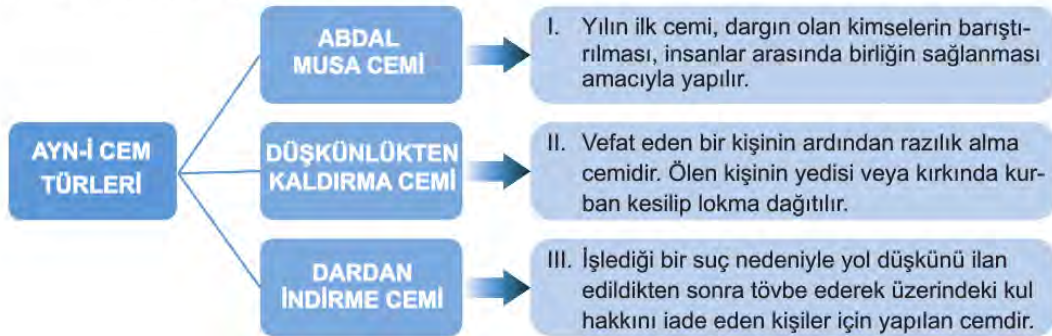 AYN-İ CEM
TÜRLERİ
ABDAL
MUSA CEMİ
I. Yılın ilk cemi, dargın olan kimselerin barıştı-
rılması, insanlar arasında birliğin sağlanması
amacıyla yapılır.
DÜŞKÜNLÜKTEN
KALDIRMA CEMİ
II. Vefat eden bir kişinin ardından razılık alma
cemidir. Ölen kişinin yedisi veya kırkında kur-
ban kesilip lokma dağıtılır.
DARDAN
İNDİRME CEMİ
III. İşlediği bir suç nedeniyle yol düşkünü ilan
edildikten sonra tövbe ederek üzerindeki kul
hakkını iade eden kişiler için yapılan cemdir.